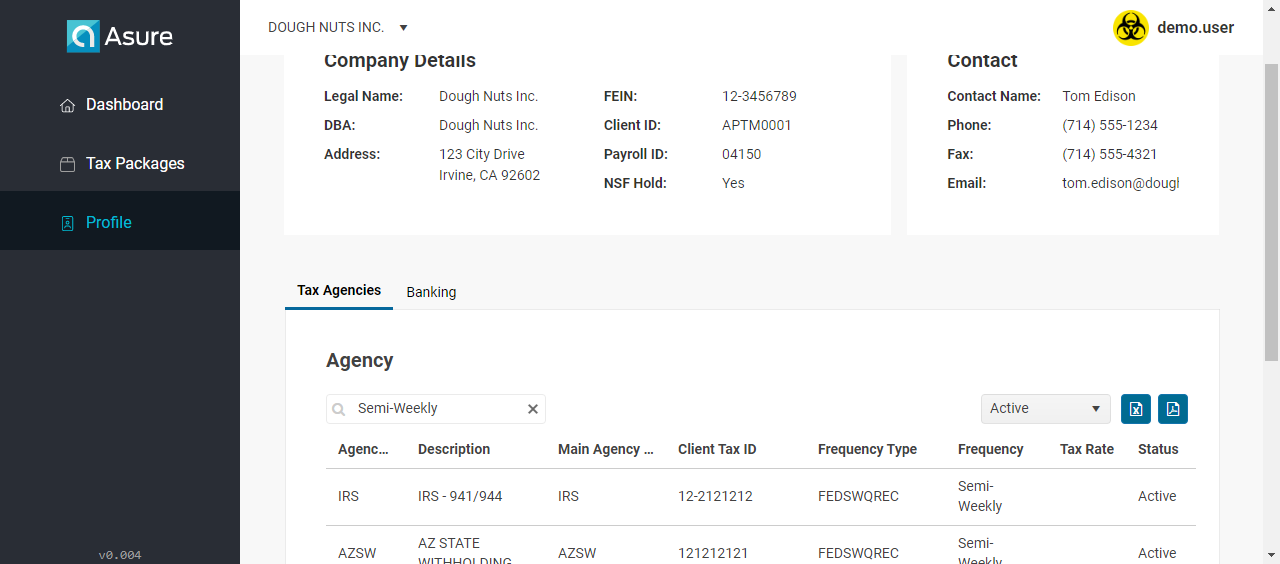 Asure
DOUGH NUTS INC.
demo.user
Dashboard
Tax Packages
Profile
v0.004
Company Details
Legal Name: Dough Nuts Inc. FEIN: 12-3456789
DBA: Dough Nuts Inc. Client ID: APTM0001
Address: 123 City Drive Payroll ID: 04150
Irvine, CA 92602
NSF Hold: Yes
Contact
Contact Name: Tom Edison
Phone: (714) 555-1234
Fax: (714) 555-4321
Email: tom.edison@dough
Tax Agencies Banking
Agency
Semi-Weekly
Active
Agenc... Description Main Agency ... Client Tax ID Frequency Type Frequency Tax Rate Status
IRS IRS - 941/944 IRS 12-2121212 FEDSWQREC Semi-
Weekly Active
AZSW AZ STATE
WITHHOLDING AZSW 121212121 FEDSWQREC Semi-
Weekly Active